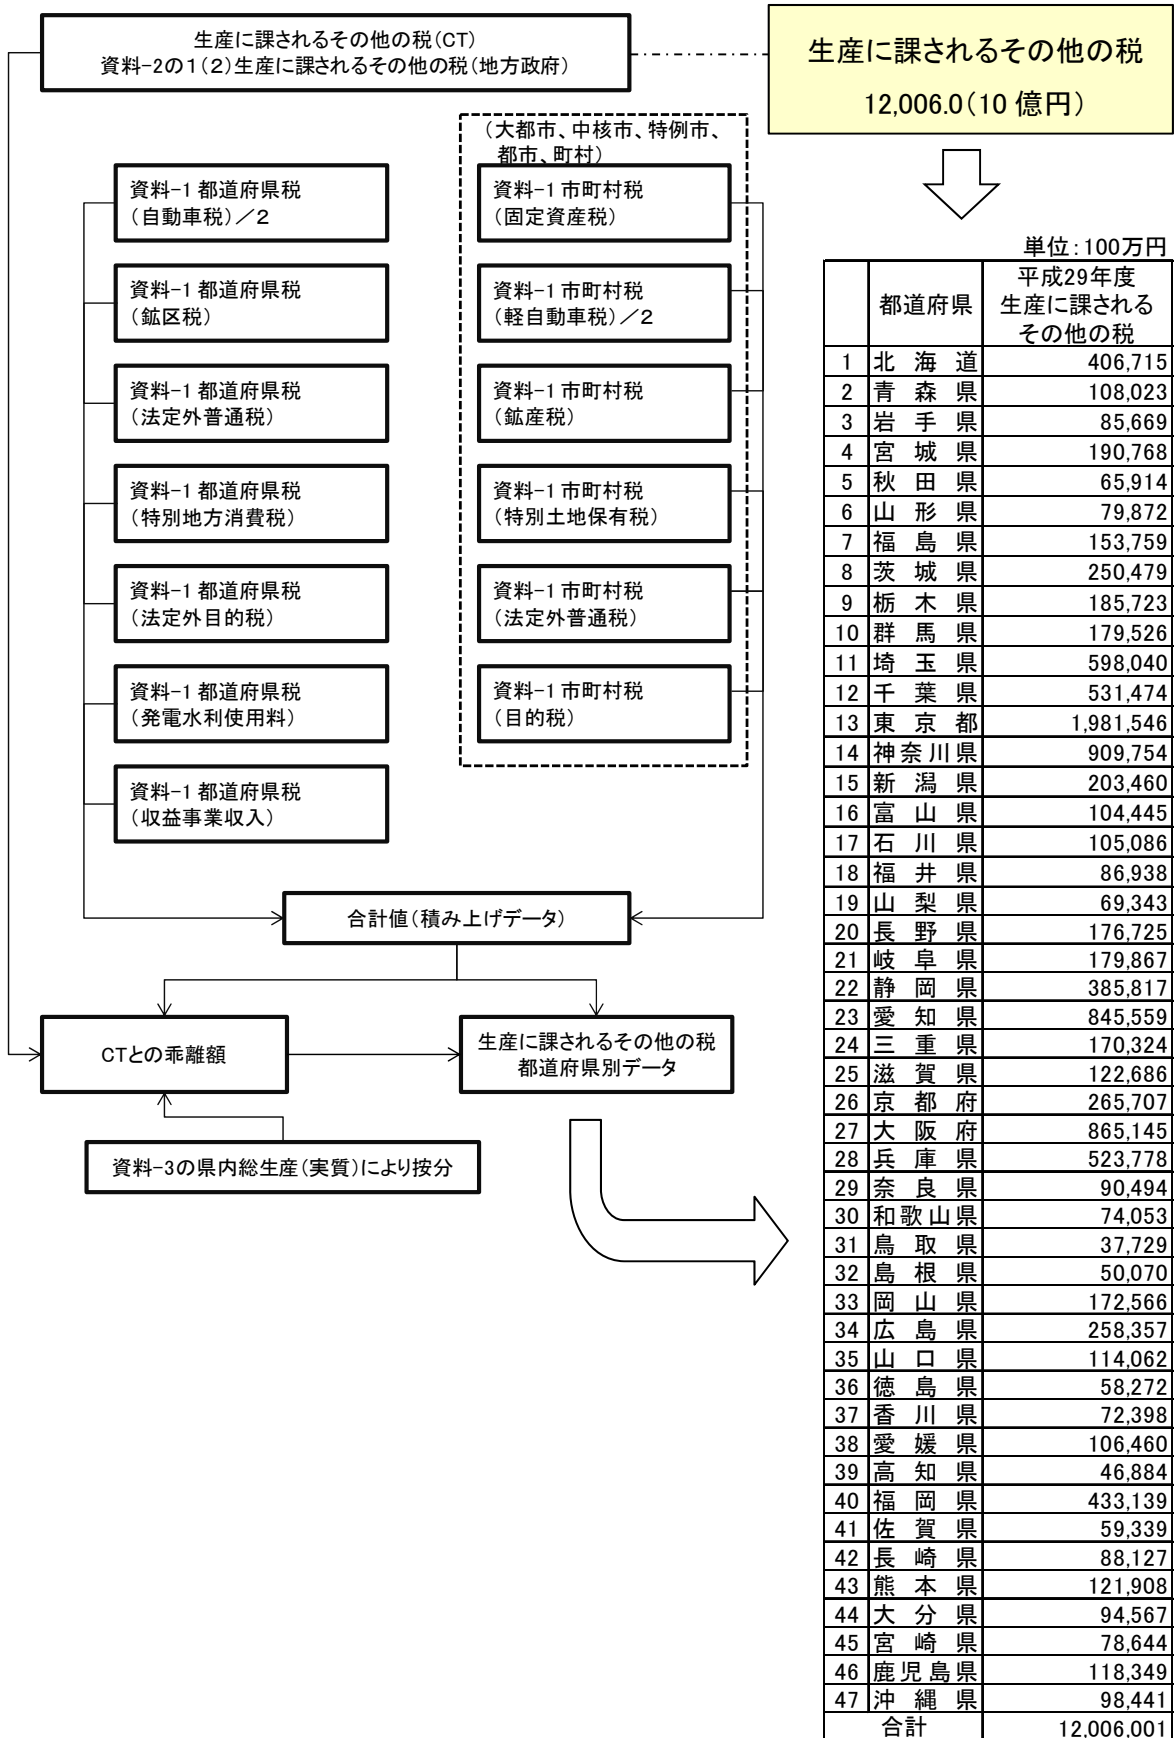 生産に課されるその他の税(CT)
資料-2の1(2)生産に課されるその他の税(地方政府)
生産に課されるその他の税
12,006.0(10 億円)
(大都市、中核市、特例市、
都市、町村)
資料-1 都道府県税
(自動車税)/2
資料-1 都道府県税
(鉱区税)
資料-1 都道府県税
(法定外普通税)
資料-1 都道府県税
(特別地方消費税)
資料-1 都道府県税
(法定外目的税)
資料-1 都道府県税
(発電水利使用料)
資料-1 都道府県税
(収益事業収入)
資料-1 市町村税
(固定資産税)
資料-1 市町村税
(軽自動車税)/2
資料-1 市町村税
(鉱産税)
資料-1 市町村税
(特別土地保有税)
資料-1 市町村税
(法定外普通税)
資料-1 市町村税
(目的税)
合計値(積み上げデータ)
CTとの乖離額
生産に課されるその他の税
都道府県別データ
資料-3の県内総生産(実質)により按分
単位:100万円
都道府県 平成29年度
生産に課される
その他の税
1 北海道 406,715
2 青森県 108,023
3 岩手県 85,669
4 宮城県 190,768
5 秋田県 65,914
6 山形県 79,872
7 福島県 153,759
8 茨城県 250,479
9 栃木県 185,723
10 群馬県 179,526
11 埼玉県 598,040
12 千葉県 531,474
13 東京都 1,981,546
14 神奈川県 909,754
15 新潟県 203,460
16 富山県 104,445
17 石川県 105,086
18 福井県 86,938
19 山梨県 69,343
20 長野県 176,725
21 岐阜県 179,867
22 静岡県 385,817
23 愛知県 845,559
24 三重県 170,324
25 滋賀県 122,686
26 京都府 265,707
27 大阪府 865,145
28 兵庫県 523,778
29 奈良県 90,494
30 和歌山県 74,053
31 鳥取県 37,729
32 島根県 50,070
33 岡山県 172,566
34 広島県 258,357
35 山口県 114,062
36 徳島県 58,272
37 香川県 72,398
38 愛媛県 106,460
39 高知県 46,884
40 福岡県 433,139
41 佐賀県 59,339
42 長崎県 88,127
43 熊本県 121,908
44 大分県 94,567
45 宮崎県 78,644
46 鹿児島県 118,349
47 沖縄県 98,441
合計 12,006,001